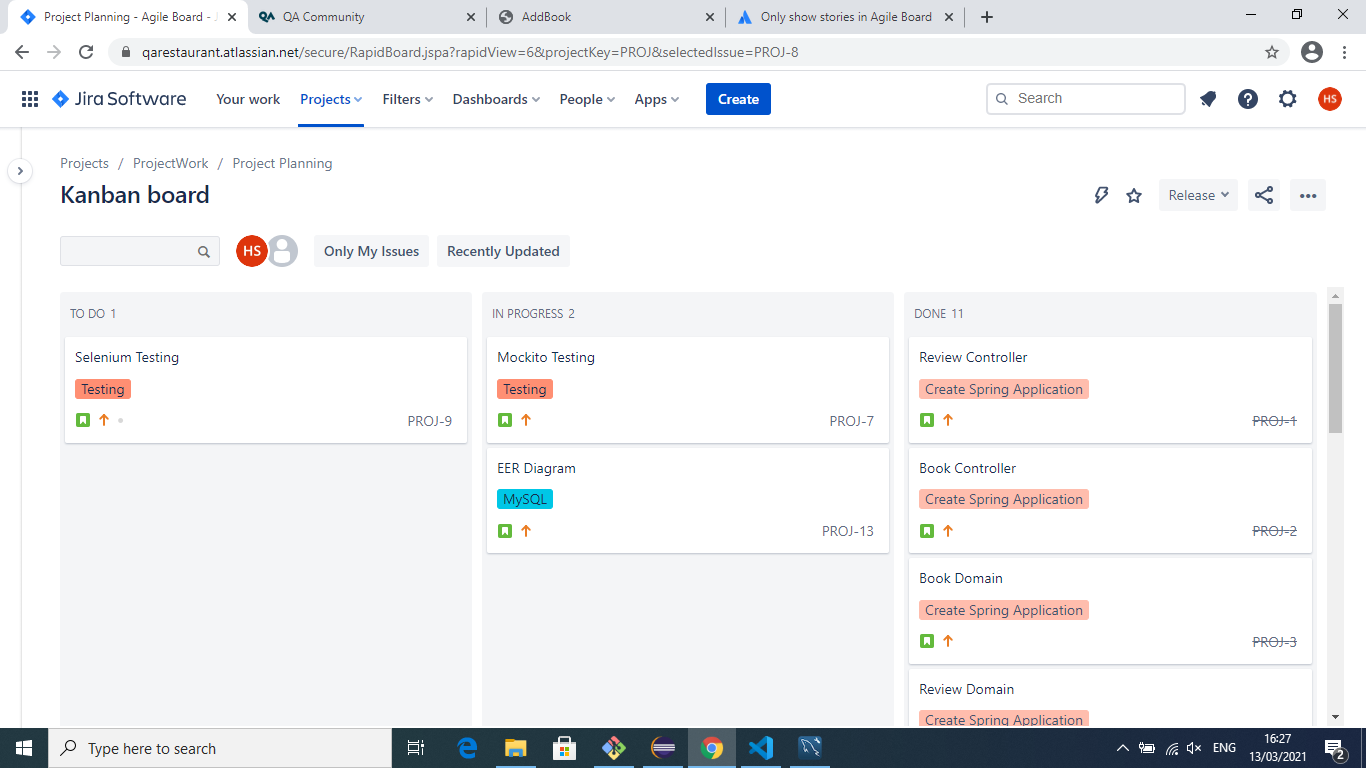 Project Planning - Agile Board -
QA Community
AddBook
Only show stories in Agile Board
qarestaurant.atlassian.net/secure/RapidBoard.jspa?rapidView=6&projectKey=PROJ&selectedIssue=PROJ-8
Jira Software
Your work
Projects
Filters
Dashboards
People
Apps
Create
Search
HS
Projects / ProjectWork / Project Planning
Kanban board
Release
HS
Only My Issues
Recently Updated
TO DO 1
IN PROGRESS 2
DONE 11
Selenium Testing
Testing
PROJ-9
Mockito Testing
Testing
PROJ-7
EER Diagram
MySQL
PROJ-13
Review Controller
Create Spring Application
PROJ-1
Book Controller
Create Spring Application
PROJ-2
Book Domain
Create Spring Application
PROJ-3
Review Domain
Create Spring Application
Type here to search
ENG
16:27
13/03/2021
2